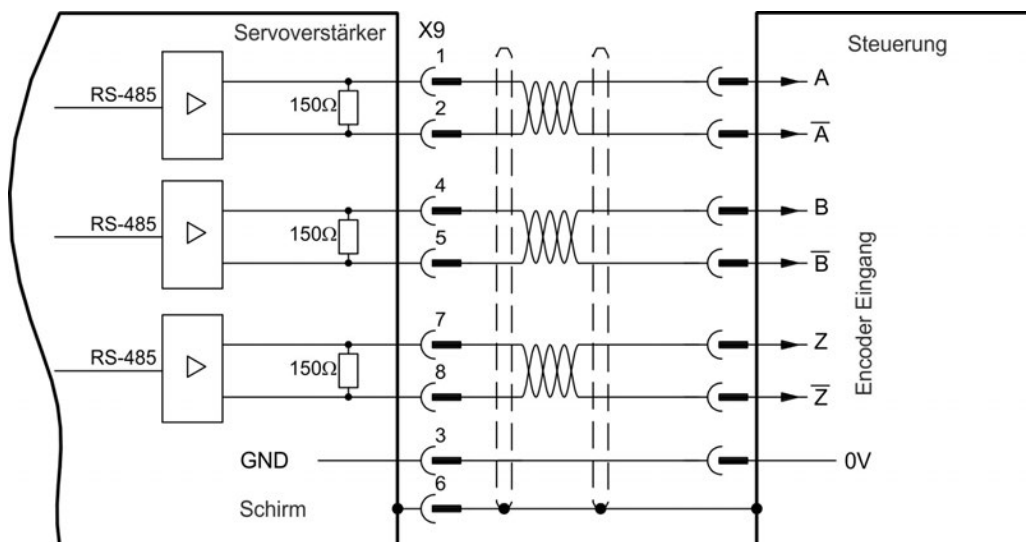 Servoverstärker
X9
Steuerung
1
A
RS-485
150Ω
2
A̅
4
B
RS-485
150Ω
5
B̅
Encoder Eingang
7
Z
RS-485
150Ω
8
Z̅
3
GND
0V
6
Schirm